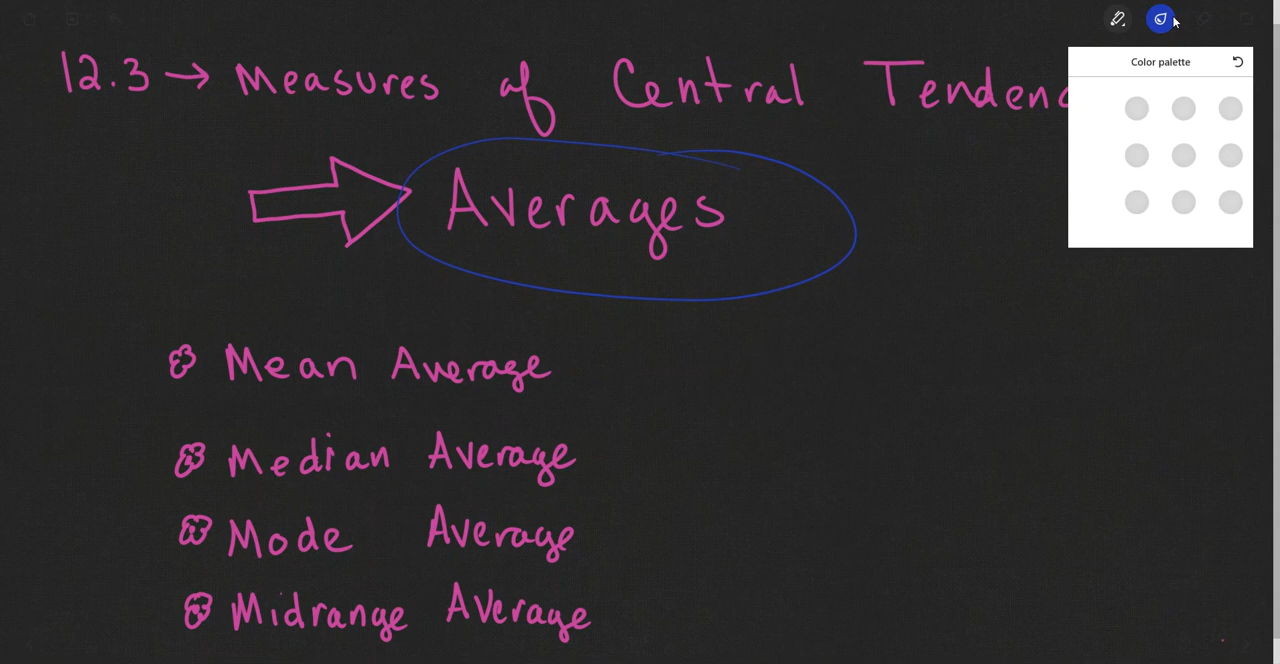 12.3 → Measures of Central Tendenc
Color palette
Averages
Mean Average
Median Average
Mode Average
Midrange Average